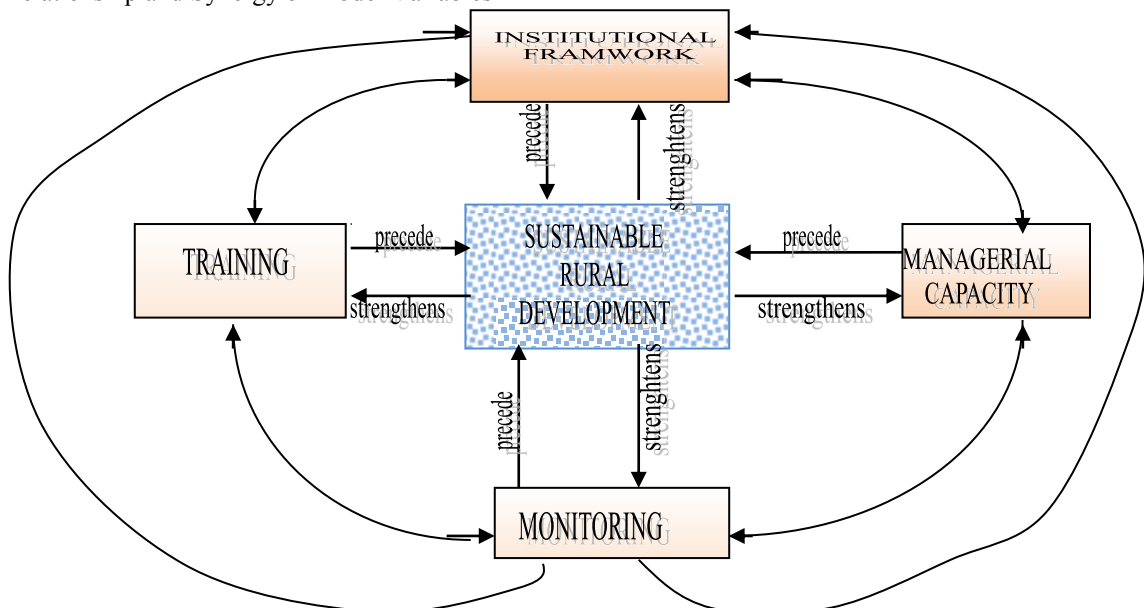 INSTITUTIONAL
FRAMWORK
precede
strenghtens
SUSTAINABLE
RURAL
DEVELOPMENT
TRAINING
precede
strengthens
precede
strengthens
MANAGERIAL
CAPACITY
precede
strenghtens
MONITORING